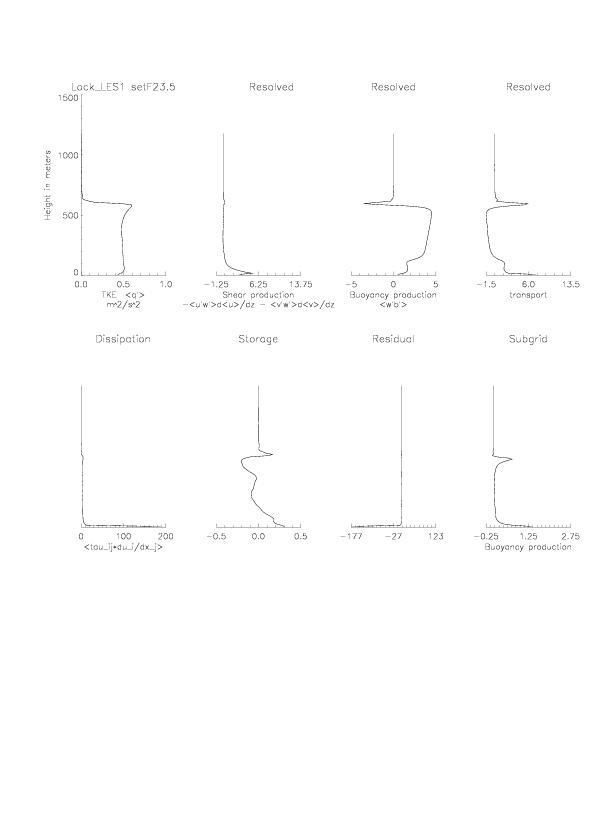 Lock_LES1 setF23.5 Resolved Resolved Resolved
1500
1000
500
0
Height in meters
0.0 0.5 1.0 -1.25 6.25 13.75 -5 0 5 -1.5 6.0 13.5
TKE <q'> Shear production Buoyancy production transport
m^2/s^2 -<u'w'>d<u>/dz - <v'w'>d<v>/dz <w'b'>
Dissipation Storage Residual Subgrid
0 100 200 -0.5 0.0 0.5 -177 -27 123 -0.25 1.25 2.75
<tau_ij*du_i/dx_j> Buoyancy production